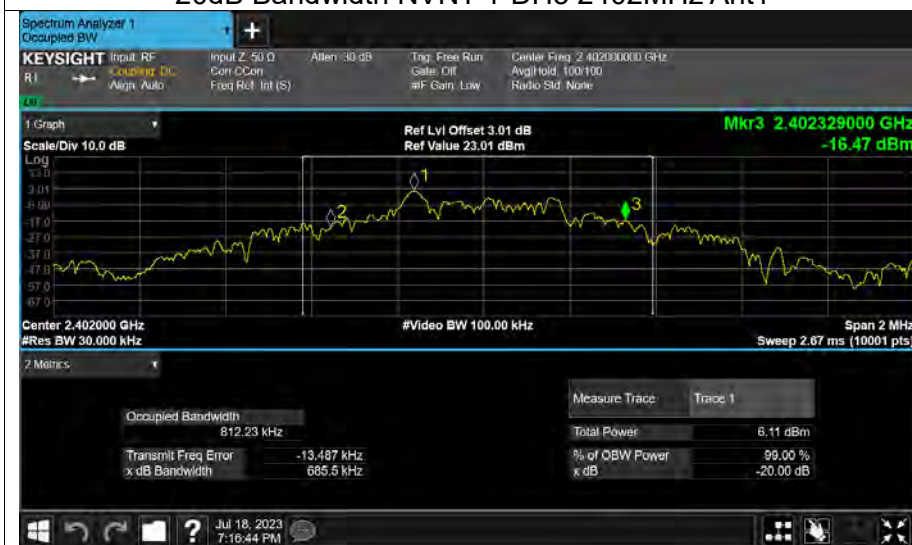 20dB Bandwidth NVNT 1-DH5 2402MHz Ant1
Spectrum Analyzer 1
Occupied BW
+
KEYSIGHT Input: RF Input Z: 50 Ω Atten: 30 dB Trig: Free Run Center Freq: 2.402000000 GHz
R L Coupling: DC Corr CCorr Gate: Off Avg|Hold: 100/100
Align: Auto Freq Ref: Int (S) #IF Gain: Low Radio Std: None
1 Graph
Scale/Div 10.0 dB
Ref Lvl Offset 3.01 dB
Ref Value 23.01 dBm
Mkr3 2.402329000 GHz
-16.47 dBm
Log
13.0
3.01
-17.0
-27.0
-37.0
-47.0
-57.0
-67.0
1
2
3
Center 2.402000 GHz #Video BW 100.00 kHz Span 2 MHz
#Res BW 30.000 kHz Sweep 2.67 ms (10001 pts)
2 Metrics
Measure Trace Trace 1
Occupied Bandwidth
812.23 kHz
Total Power 6.11 dBm
Transmit Freq Error -13.487 kHz % of OBW Power 99.00 %
x dB Bandwidth 685.5 kHz x dB -20.00 dB
?
Jul 18, 2023
7:16:44 PM